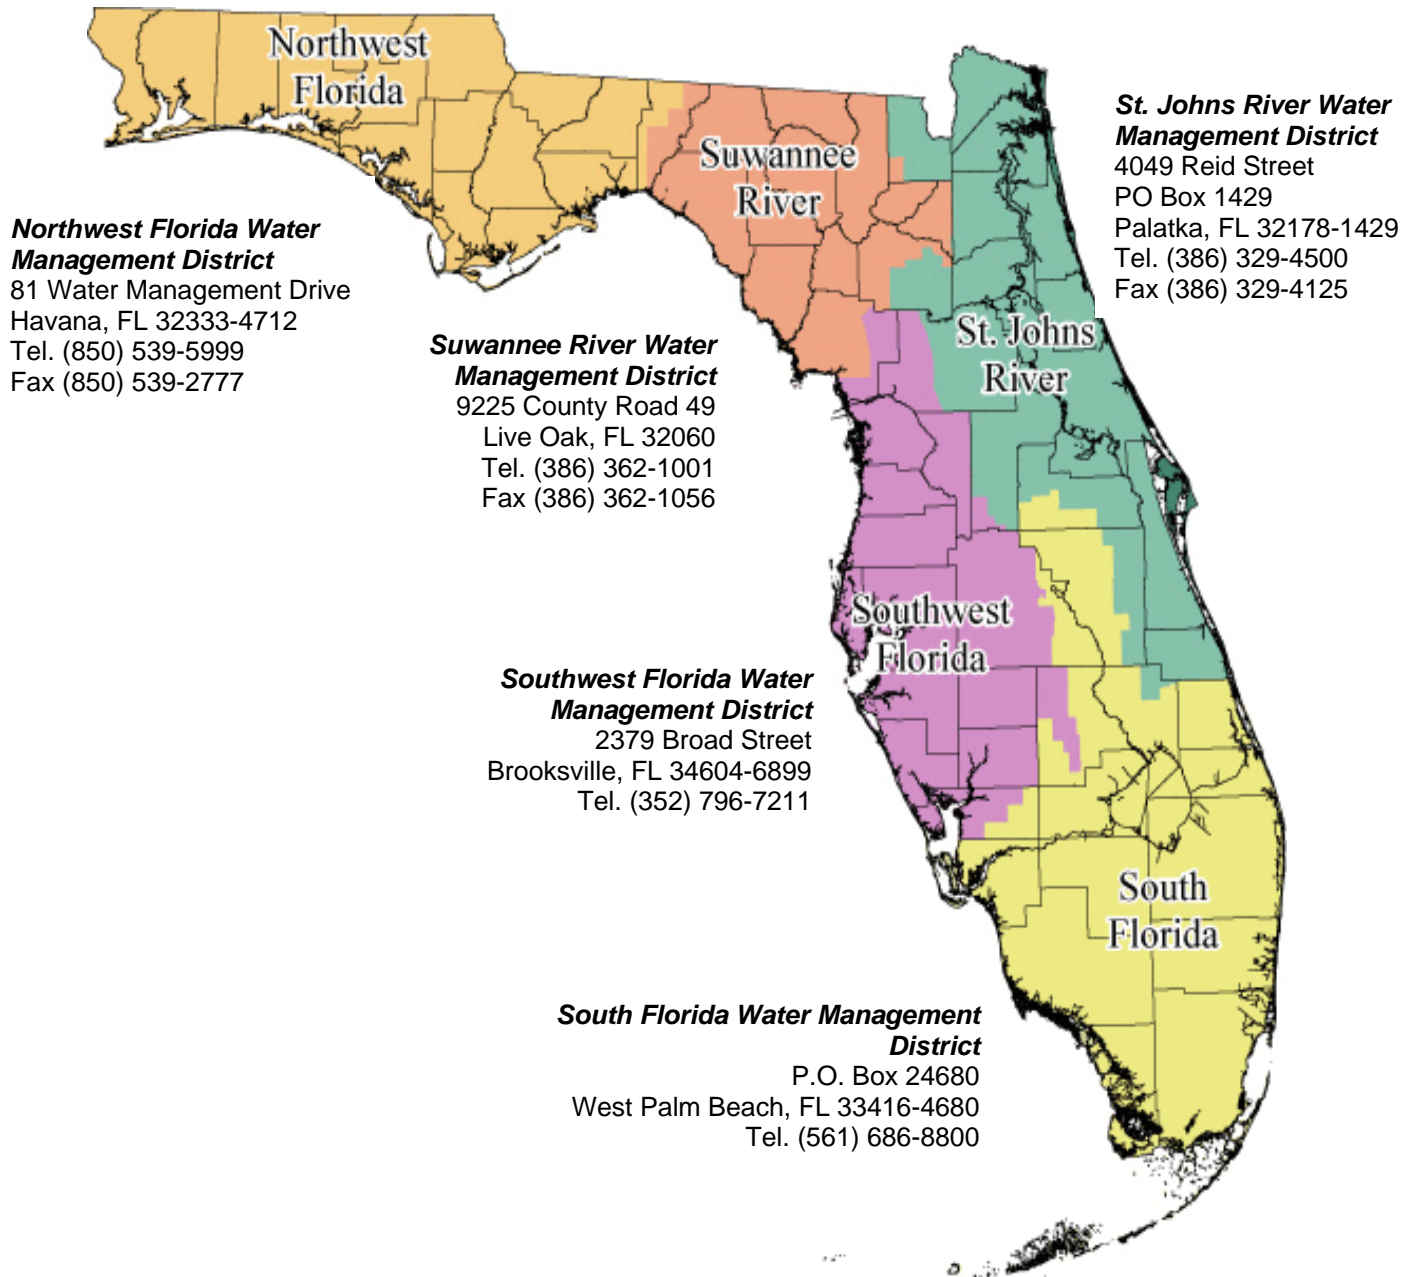 Northwest
Florida
Suwannee
River
St. Johns River Water
Management District
4049 Reid Street
PO Box 1429
Palatka, FL 32178-1429
Tel. (386) 329-4500
Fax (386) 329-4125
Northwest Florida Water
Management District
81 Water Management Drive
Havana, FL 32333-4712
Tel. (850) 539-5999
Fax (850) 539-2777
St. Johns
River
Suwannee River Water
Management District
9225 County Road 49
Live Oak, FL 32060
Tel. (386) 362-1001
Fax (386) 362-1056
Southwest
Florida
Southwest Florida Water
Management District
2379 Broad Street
Brooksville, FL 34604-6899
Tel. (352) 796-7211
South
Florida
South Florida Water Management
District
P.O. Box 24680
West Palm Beach, FL 33416-4680
Tel. (561) 686-8800